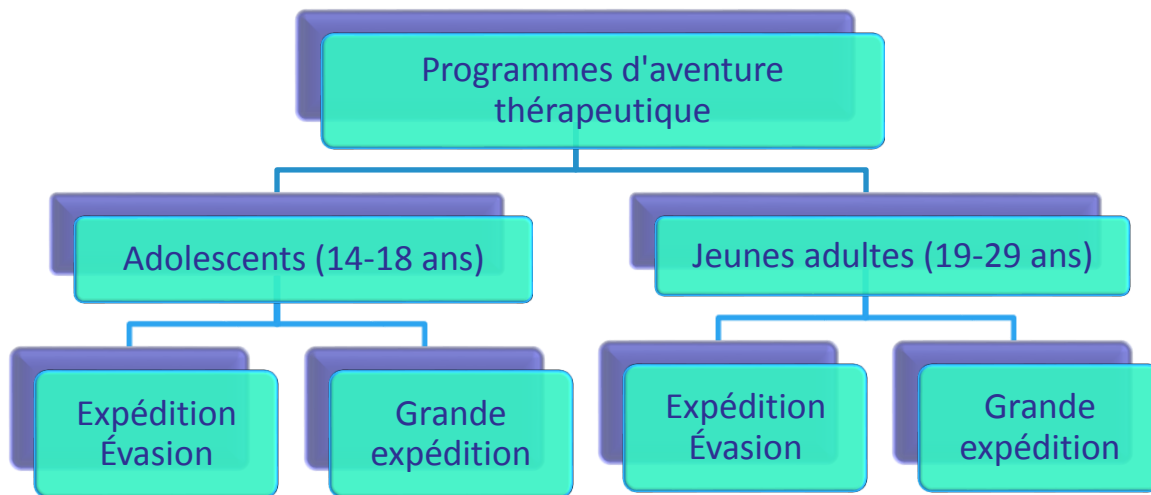 Programmes d'aventure
thérapeutique
Adolescents (14-18 ans)
Jeunes adultes (19-29 ans)
Expédition
Évasion
Grande
expédition
Expédition
Évasion
Grande
expédition